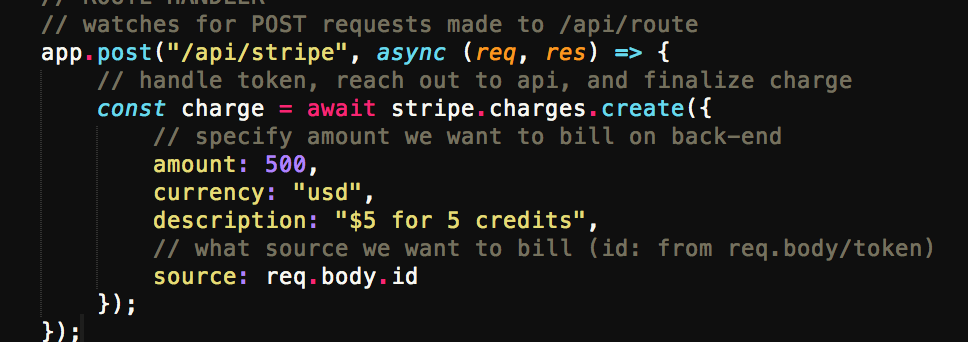 // ROUTE HANDLER
// watches for POST requests made to /api/route
app.post("/api/stripe", async (req, res) => {
// handle token, reach out to api, and finalize charge
const charge = await stripe.charges.create({
// specify amount we want to bill on back-end
amount: 500,
currency: "usd",
description: "$5 for 5 credits",
// what source we want to bill (id: from req.body/token)
source: req.body.id
});
});